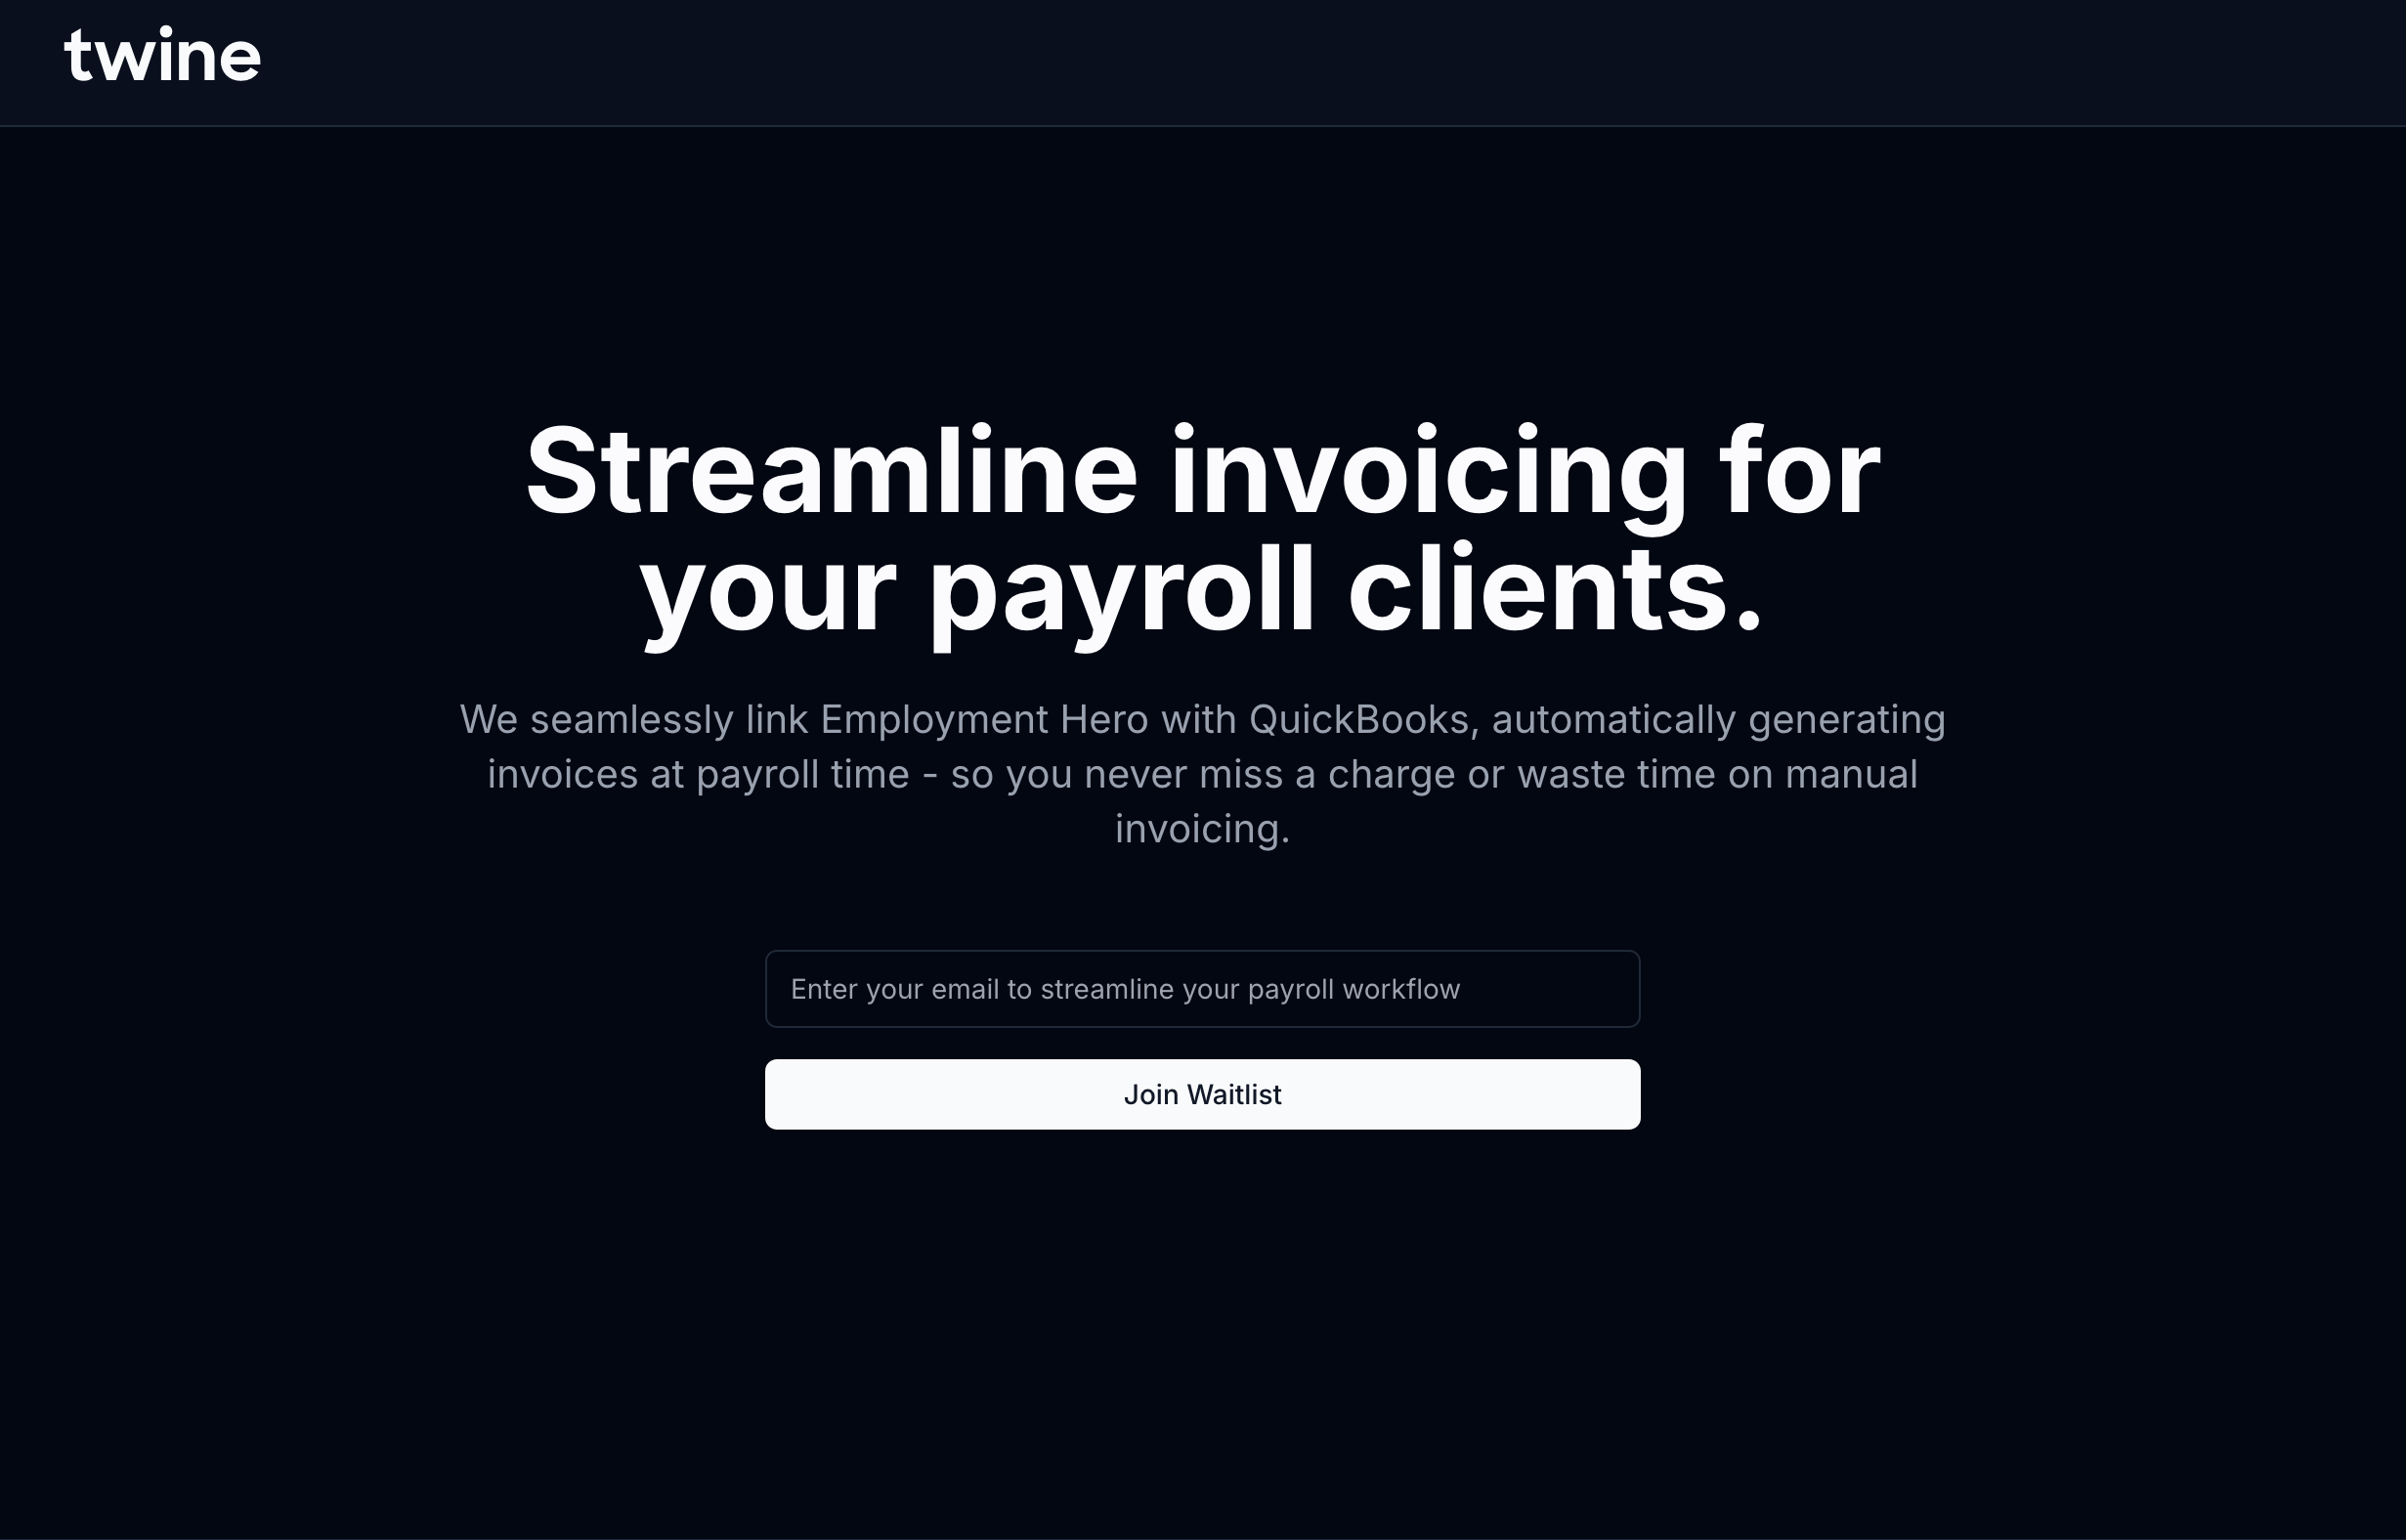 twine
Streamline invoicing for
your payroll clients.
We seamlessly link Employment Hero with QuickBooks, automatically generating
invoices at payroll time - so you never miss a charge or waste time on manual
invoicing.
Enter your email to streamline your payroll workflow
Join Waitlist